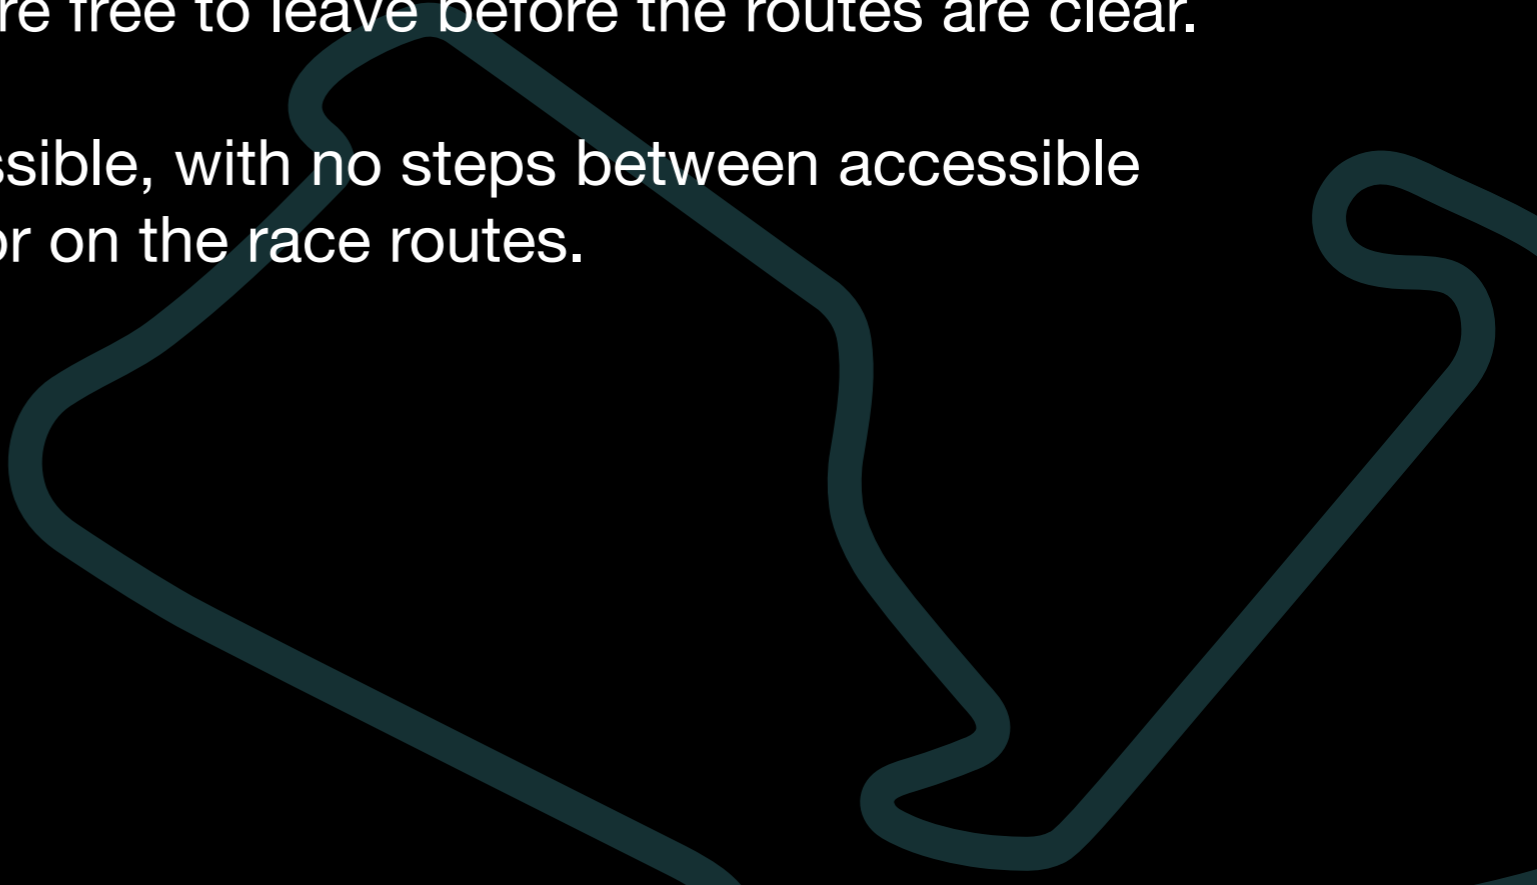 re free to leave before the routes are clear.
ssible, with no steps between accessible
or on the race routes.